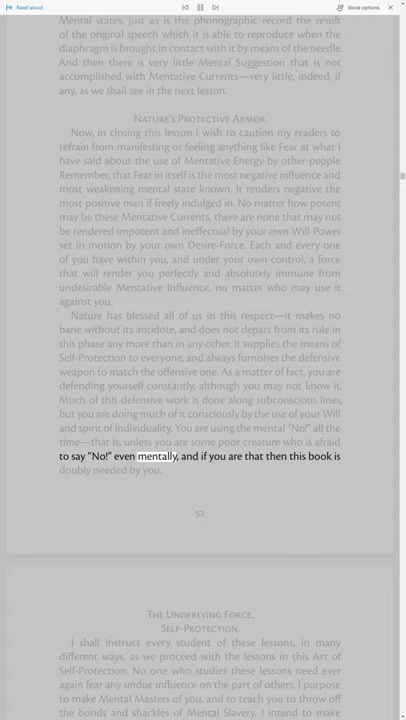 Read aloud
Voice options
Mental states, just as is the phonographic record the result
of the original speech which it is able to reproduce when the
diaphragm is brought in contact with it by means of the needle.
And then there is very little Mental Suggestion that is not
accomplished with Mentative Currents—very little, indeed, if
any, as we shall see in the next lesson.
NATURE'S PROTECTIVE ARMOR.
Now, in closing this lesson I wish to caution my readers to
refrain from manifesting or feeling anything like Fear at what I
have said about the use of Mentative Energy by other people.
Remember, that Fear in itself is the most negative influence and
most weakening mental state known. It renders negative the
most positive man if freely indulged in. No matter how potent
may be these Mentative Currents, there are none that may not
be rendered impotent and ineffectual by your own Will-Power
set in motion by your own Desire-Force. Each and every one
of you have within you, and under your own control, a force
that will render you perfectly and absolutely immune from
undesirable Mentative Influence, no matter who may use it
against you.
Nature has blessed all of us in this respect—it makes no
bane without its antidote, and does not depart from its rule in
this phase any more than in any other. It supplies the means of
Self-Protection to everyone, and always furnishes the defensive
weapon to match the offensive one. As a matter of fact, you are
defending yourself constantly, although you may not know it.
Much of this defensive work is done along subconscious lines,
but you are doing much of it consciously by the use of your Will
and spirit of Individuality. You are using the mental “No!” all the
time—that is, unless you are some poor creature who is afraid
to say “No!” even mentally, and if you are that then this book is
doubly needed by you.
52
THE UNDERLYING FORCE.
SELF-PROTECTION.
I shall instruct every student of these lessons, in many
different ways, as we proceed with the lessons in this Art of
Self-Protection. No one who studies these lessons need ever
again fear any undue influence on the part of others. I purpose
to make Mental Masters of you, and to teach you to throw off
the bonds and shackles of Mental Slavery. I intend to make